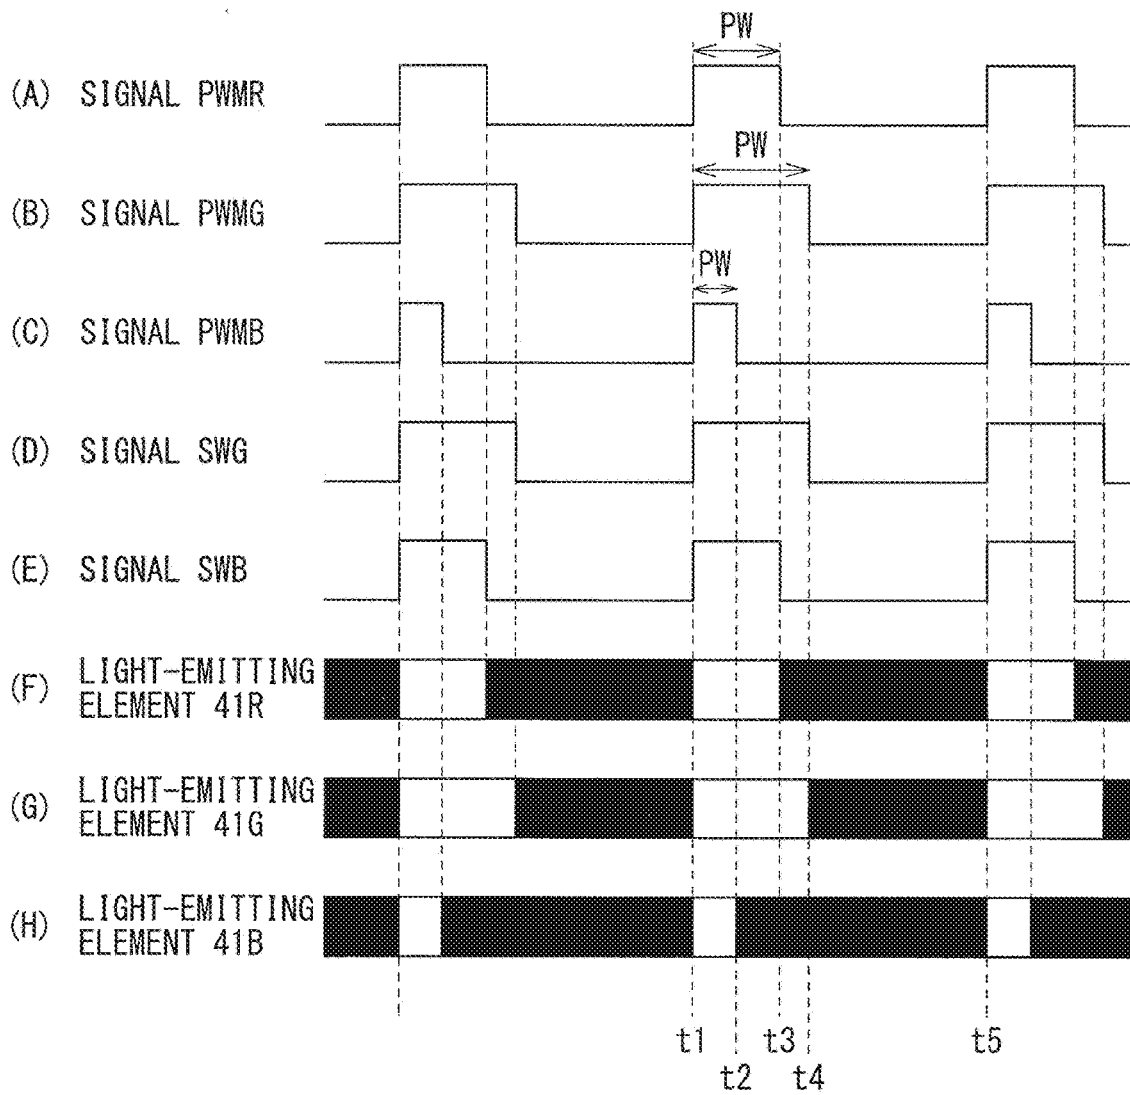 PW
(A) SIGNAL PWMR
PW
(B) SIGNAL PWMG
PW
(C) SIGNAL PWMB
(D) SIGNAL SWG
(E) SIGNAL SWB
(F) LIGHT-EMITTING
ELEMENT 41R
(G) LIGHT-EMITTING
ELEMENT 41G
(H) LIGHT-EMITTING
ELEMENT 41B
t1 t3 t5
t2 t4